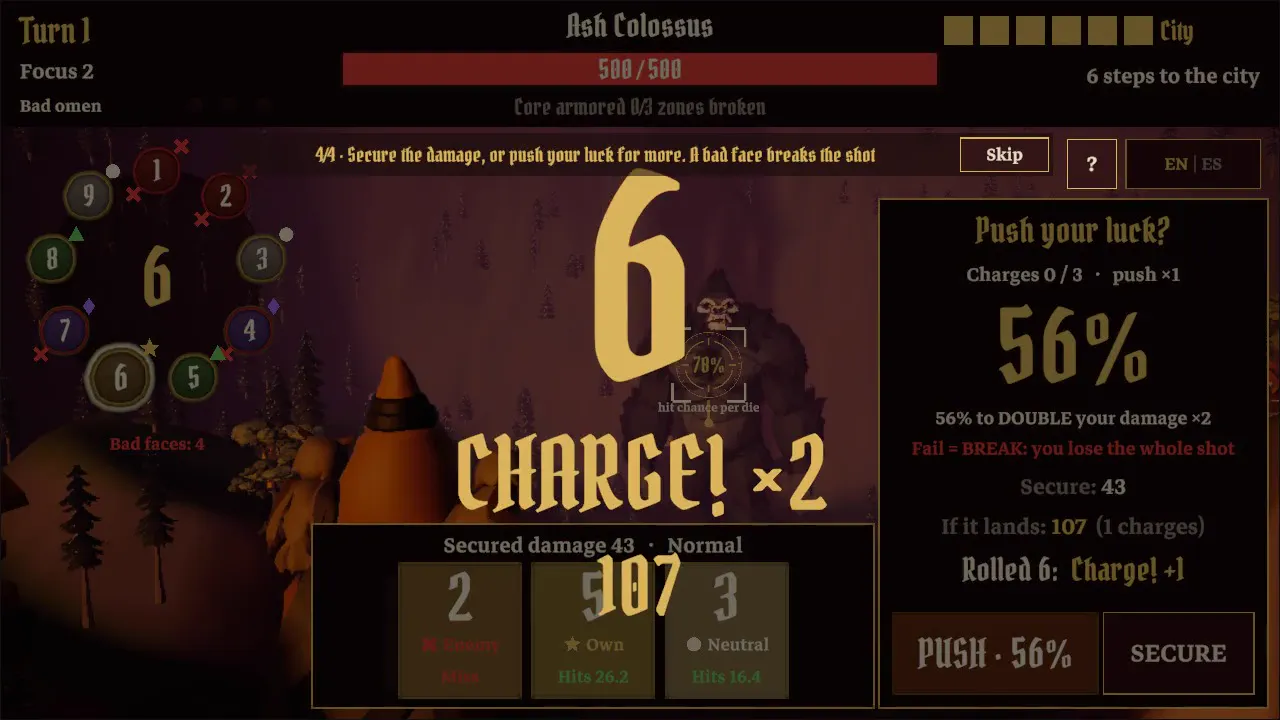 Turn 1
Focus 2
Bad omen
Ash Colossus
500 / 500
Core armored 0/3 zones broken
City
6 steps to the city
4/4 · Secure the damage, or push your luck for more. A bad face breaks the shot
Skip
?
EN | ES
1
2
3
4
5
6
7
8
9
6
Bad faces: 4
6
78%
hit chance per die
CHARGE! ×2
107
Secured damage 43 · Normal
2
5
3
Enemy
Own
Neutral
Miss
Hits 26.2
Hits 16.4
Push your luck?
Charges 0 / 3 · push ×1
56%
56% to DOUBLE your damage ×2
Fail = BREAK: you lose the whole shot
Secure: 43
If it lands: 107 (1 charges)
Rolled 6: Charge! +1
PUSH · 56%
SECURE